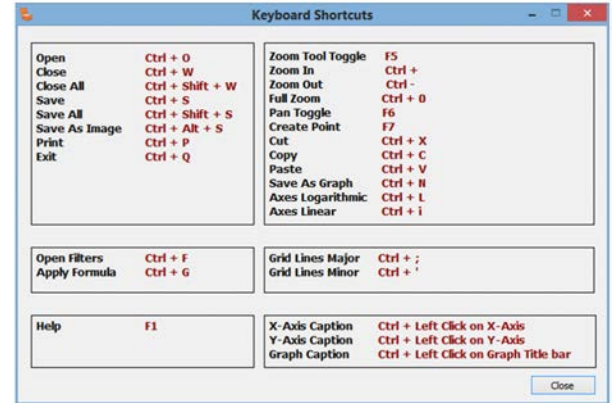 Keyboard Shortcuts
Open Ctrl + O
Close Ctrl + W
Close All Ctrl + Shift + W
Save Ctrl + S
Save All Ctrl + Shift + S
Save As Image Ctrl + Alt + S
Print Ctrl + P
Exit Ctrl + Q
Zoom Tool Toggle F5
Zoom In Ctrl +
Zoom Out Ctrl -
Full Zoom Ctrl + 0
Pan Toggle F6
Create Point F7
Cut Ctrl + X
Copy Ctrl + C
Paste Ctrl + V
Save As Graph Ctrl + N
Axes Logarithmic Ctrl + L
Axes Linear Ctrl + i
Open Filters Ctrl + F
Apply Formula Ctrl + G
Grid Lines Major Ctrl + ;
Grid Lines Minor Ctrl + '
Help F1
X-Axis Caption Ctrl + Left Click on X-Axis
Y-Axis Caption Ctrl + Left Click on Y-Axis
Graph Caption Ctrl + Left Click on Graph Title bar
Close